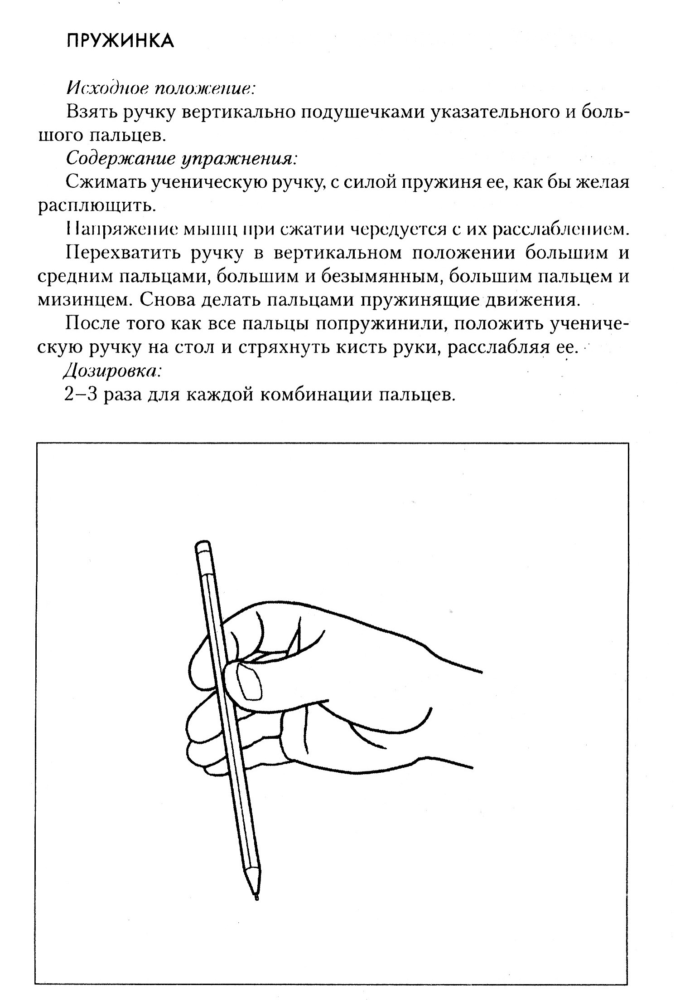 ПРУЖИНКА
Исходное положение:
Взять ручку вертикально подушечками указательного и боль-
шого пальцев.
Содержание упражнения:
Сжимать ученическую ручку, с силой пружиня ее, как бы желая
расплющить.
Напряжение мышц при сжатии чередуется с их расслаблением.
Перехватить ручку в вертикальном положении большим и
средним пальцами, большим и безымянным, большим пальцем и
мизинцем. Снова делать пальцами пружинящие движения.
После того как все пальцы попружинили, положить учениче-
скую ручку на стол и стряхнуть кисть руки, расслабляя ее.
Дозировка:
2–3 раза для каждой комбинации пальцев.